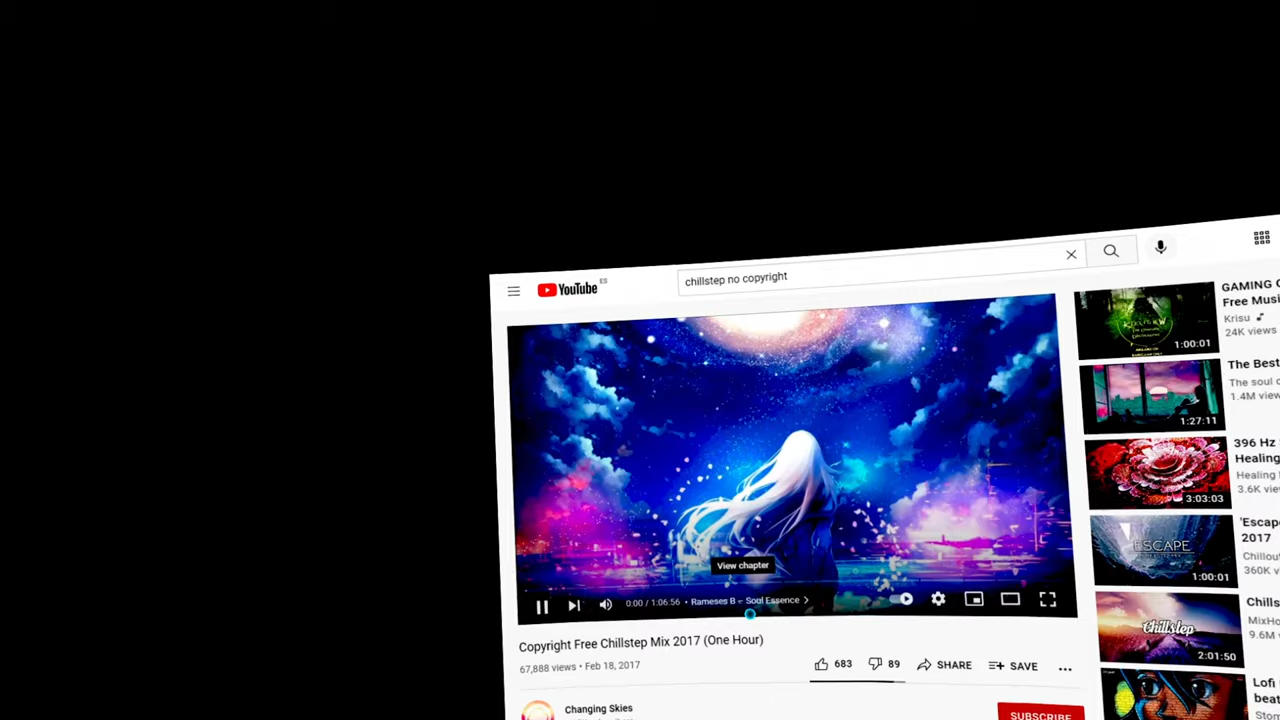 YouTube ES
chillstep no copyright
View chapter
0:00 / 1:06:56 • Rameses B – Soul Essence
Copyright Free Chillstep Mix 2017 (One Hour)
67,888 views • Feb 18, 2017
683
89
SHARE
SAVE
Changing Skies
SUBSCRIBE
1:00:01
GAMING
Free Musi
Krisu
24K views
1:27:11
The Best
The soul
1.4M view
3:03:03
396 Hz
Healing
Healing
3.6K view
ESCAPE
1:00:01
'Escap
2017
Chillou
360K v
Chillstep
2:01:50
Chills
MixHo
9.6M
Lofi
beat